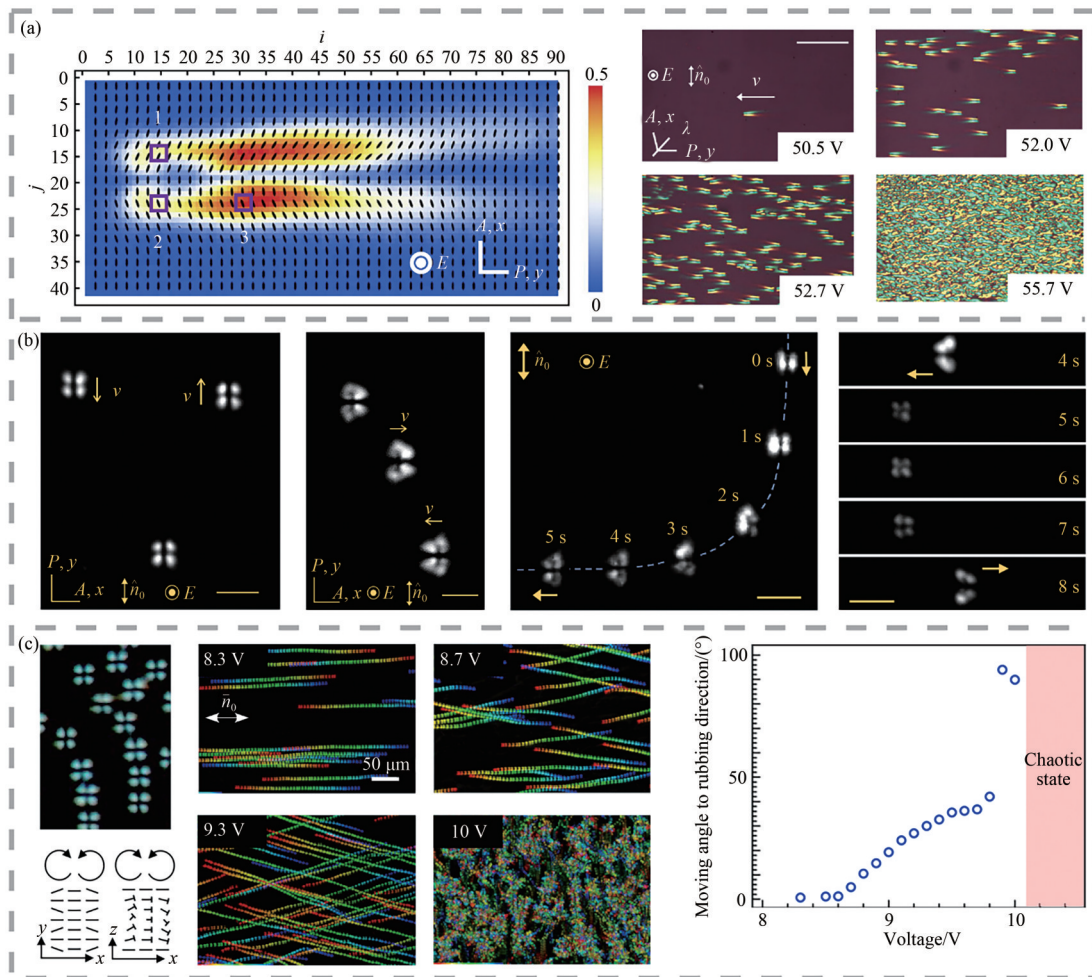 (a)
i
0 5 10 15 20 25 30 35 40 45 50 55 60 65 70 75 80 85 90
j
0
5
10
15
20
25
30
35
40
1
2
3
E
A, x
P, y
0.5
0
E
n̂₀
v
A, x
λ
P, y
50.5 V
52.0 V
52.7 V
55.7 V
(b)
v
v
P, y
A, x
n̂₀
E
v
v
P, y
A, x
E
n̂₀
n̂₀
E
0 s
1 s
2 s
3 s
4 s
5 s
4 s
5 s
6 s
7 s
8 s
(c)
y
x
z
x
8.3 V
n̄₀
50 μm
8.7 V
9.3 V
10 V
Moving angle to rubbing direction/(°)
100
50
0
8 9 10
Voltage/V
Chaotic
state